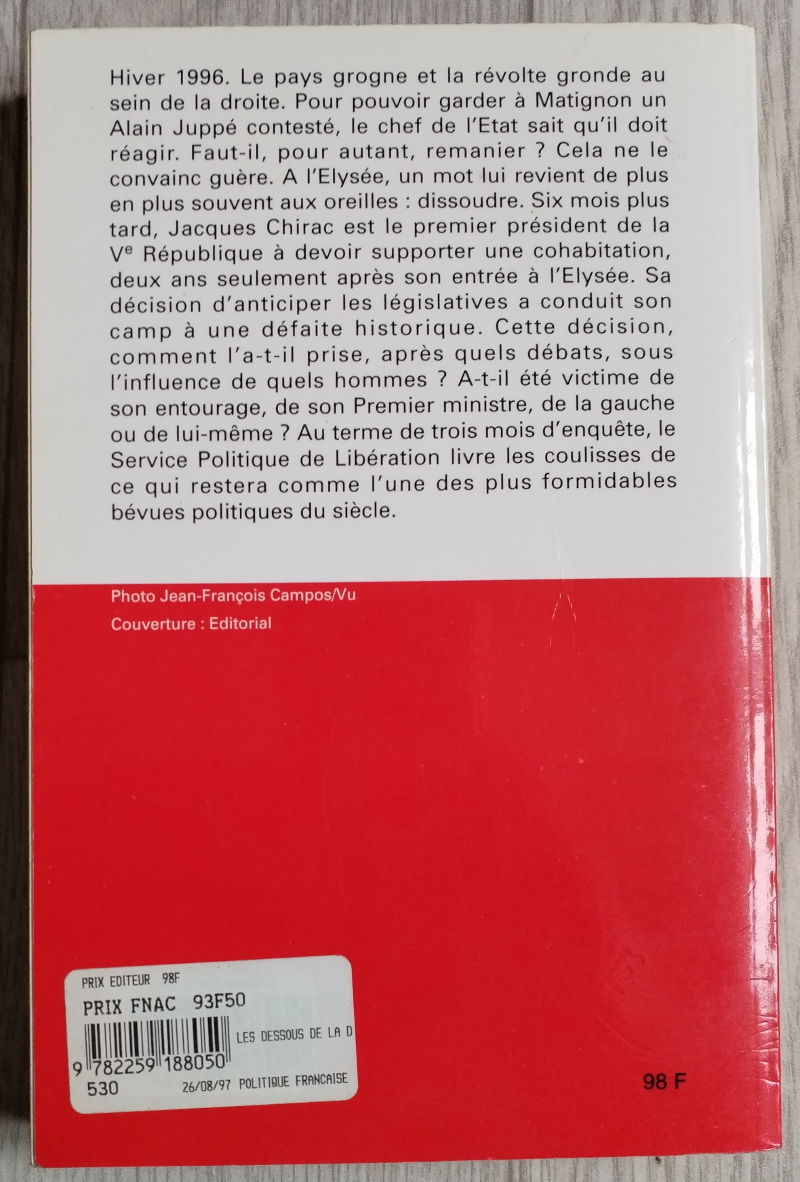 Hiver 1996. Le pays grogne et la révolte gronde au
sein de la droite. Pour pouvoir garder à Matignon un
Alain Juppé contesté, le chef de l'Etat sait qu'il doit
réagir. Faut-il, pour autant, remanier ? Cela ne le
convainc guère. A l'Elysée, un mot lui revient de plus
en plus souvent aux oreilles : dissoudre. Six mois plus
tard, Jacques Chirac est le premier président de la
Ve République à devoir supporter une cohabitation,
deux ans seulement après son entrée à l'Elysée. Sa
décision d'anticiper les législatives a conduit son
camp à une défaite historique. Cette décision,
comment l'a-t-il prise, après quels débats, sous
l'influence de quels hommes ? A-t-il été victime de
son entourage, de son Premier ministre, de la gauche
ou de lui-même ? Au terme de trois mois d'enquête, le
Service Politique de Libération livre les coulisses de
ce qui restera comme l'une des plus formidables
bévues politiques du siècle.
Photo Jean-François Campos/Vu
Couverture : Editorial
PRIX EDITEUR 98F
PRIX FNAC 93F50
LES DESSOUS DE LA D
9 782259 188050
530 26/08/97 POLITIQUE FRANCAISE
98 F